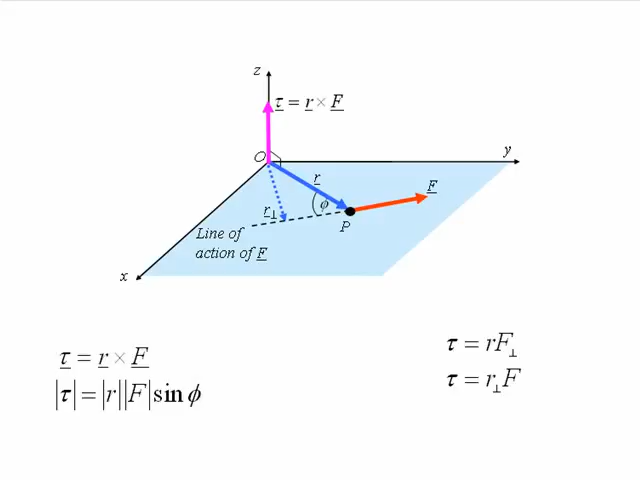 z
τ = r × F
O
y
r
F
ϕ
r⊥
P
Line of
action of F
x
τ = r × F
|τ| = |r||F| sin ϕ
τ = rF⊥
τ = r⊥F